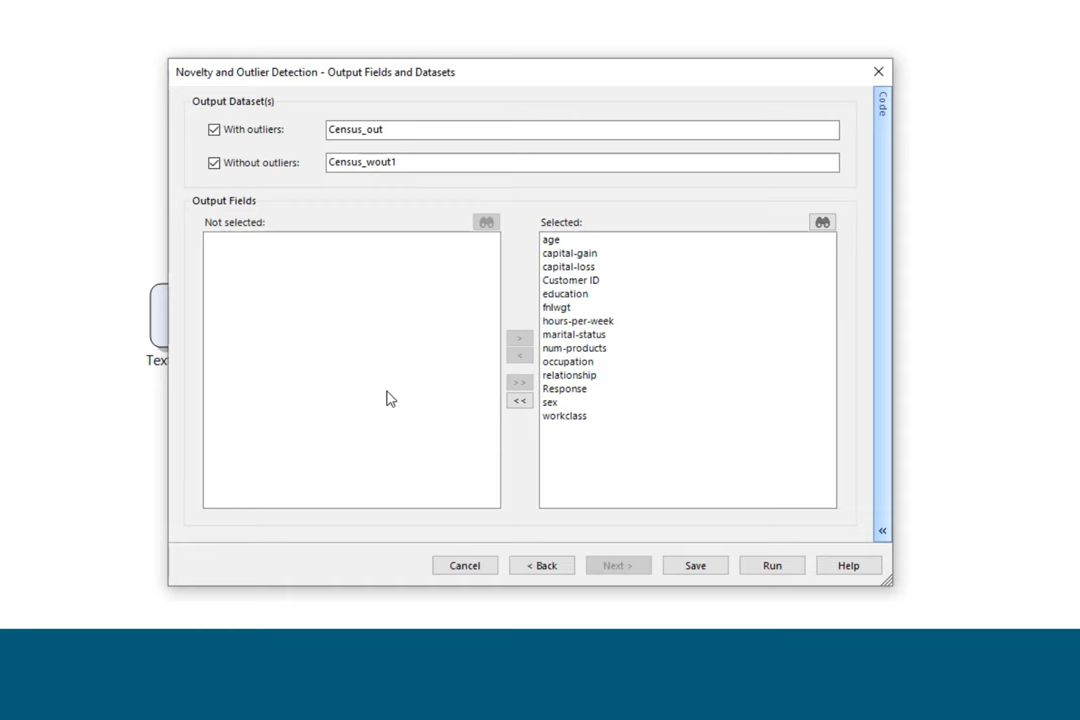 Novelty and Outlier Detection - Output Fields and Datasets
Code
Output Dataset(s)
With outliers:
Census_out
Without outliers:
Census_wout1
Output Fields
Not selected:
Selected:
age
capital-gain
capital-loss
Customer ID
education
fnlwgt
hours-per-week
marital-status
num-products
occupation
relationship
Response
sex
workclass
>
<
>>
<<
Tex
«
Cancel
< Back
Next >
Save
Run
Help